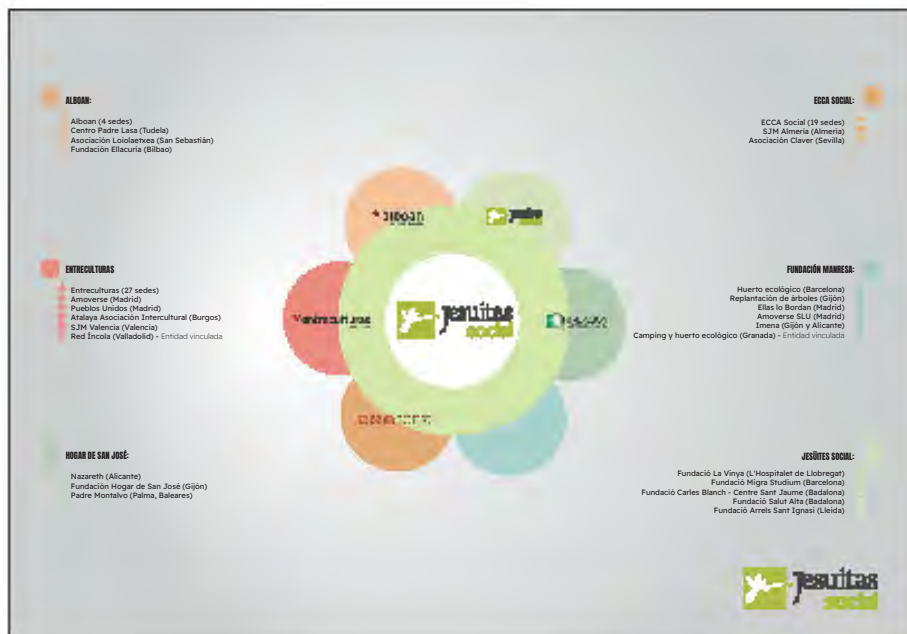 ALBOAN:
Alboan (4 sedes)
Centro Padre Lasa (Tudela)
Asociación Loiolaetxea (San Sebastián)
Fundación Ellacuría (Bilbao)
ENTRECULTURAS
Entreculturas (27 sedes)
Amoverse (Madrid)
Pueblos Unidos (Madrid)
Atalaya Asociación Intercultural (Burgos)
SJM Valencia (Valencia)
Red Íncola (Valladolid) - Entidad vinculada
HOGAR DE SAN JOSÉ:
Nazareth (Alicante)
Fundación Hogar de San José (Gijón)
Padre Montalvo (Palma, Baleares)
alboan
entreculturas
jesuitas
social
ECCA SOCIAL:
ECCA Social (19 sedes)
SJM Almería (Almería)
Asociación Claver (Sevilla)
FUNDACIÓN MANRESA:
Huerto ecológico (Barcelona)
Replantación de árboles (Gijón)
Ellas lo Bordan (Madrid)
Amoverse SLU (Madrid)
Imena (Gijón y Alicante)
Camping y huerto ecológico (Granada) - Entidad vinculada
JESÜITES SOCIAL:
Fundació La Vinya (L'Hospitalet de Llobregat)
Fundació Migra Studium (Barcelona)
Fundació Carles Blanch - Centre Sant Jaume (Badalona)
Fundació Salut Alta (Badalona)
Fundació Arrels Sant Ignasi (Lleida)
jesuitas
social